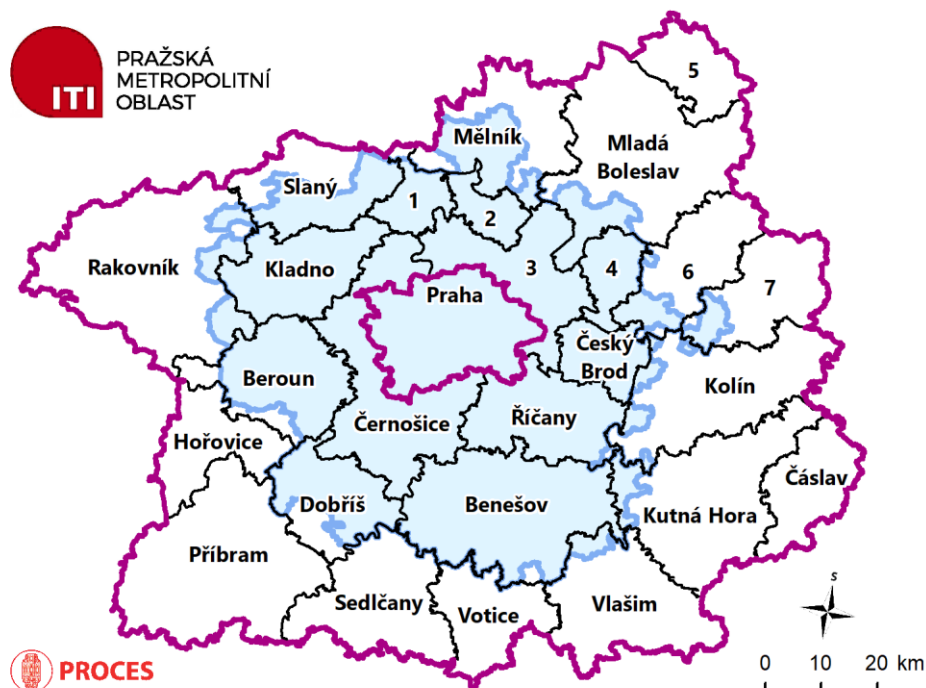 ITI
PRAŽSKÁ
METROPOLITNÍ
OBLAST
5
Mělník
Mladá
Boleslav
Slaný
1
2
3
4
6
7
Rakovník
Kladno
Praha
Český
Brod
Beroun
Kolín
Hořovice
Černošice
Říčany
Čáslav
Dobříš
Benešov
Kutná Hora
Příbram
Sedlčany
Votice
Vlašim
S
PROCES
0 10 20 km